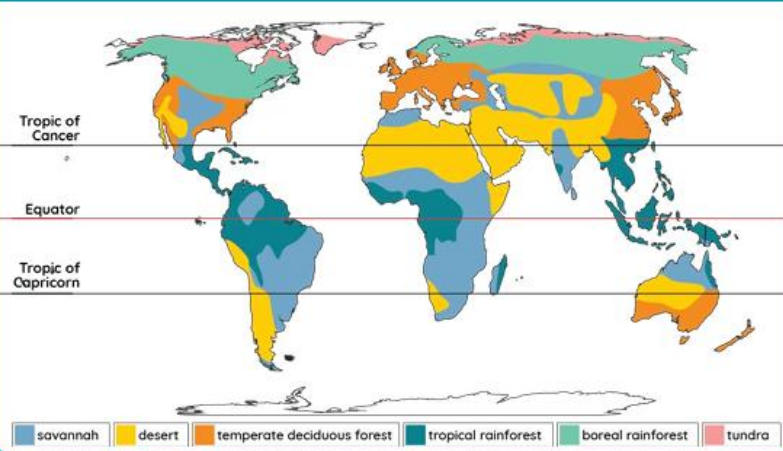 Tropic of
Cancer
Equator
Tropic of
Capricorn
savannah desert temperate deciduous forest tropical rainforest boreal rainforest tundra